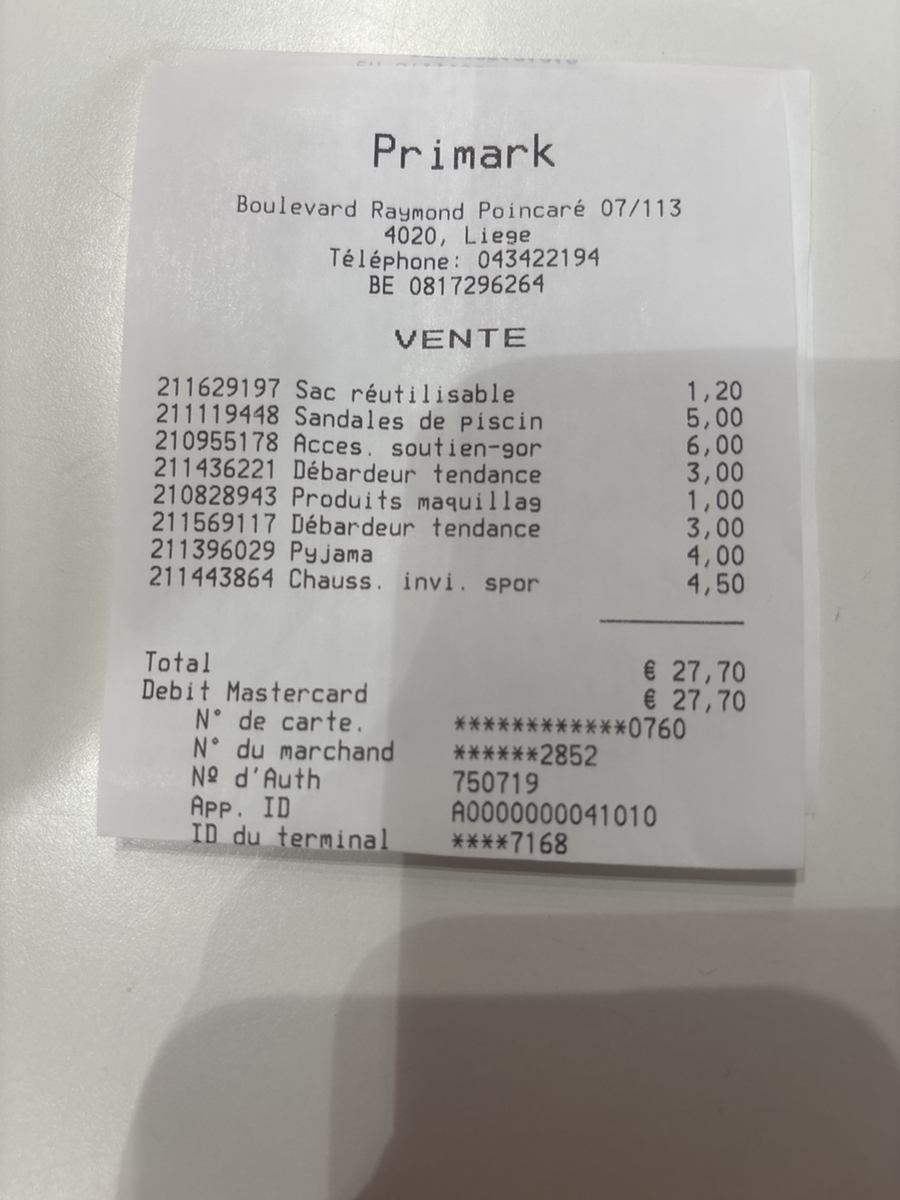 Primark
Boulevard Raymond Poincaré 07/113
4020, Liege
Téléphone: 043422194
BE 0817296264
VENTE
211629197 Sac réutilisable 1,20
211119448 Sandales de piscin 5,00
210955178 Acces. soutien-gor 6,00
211436221 Débardeur tendance 3,00
210828943 Produits maquillag 1,00
211569117 Débardeur tendance 3,00
211396029 Pyjama 4,00
211443864 Chauss. invi. spor 4,50
Total € 27,70
Debit Mastercard € 27,70
N° de carte. ************0760
N° du marchand ******2852
Nº d'Auth 750719
App. ID A0000000041010
ID du terminal ****7168